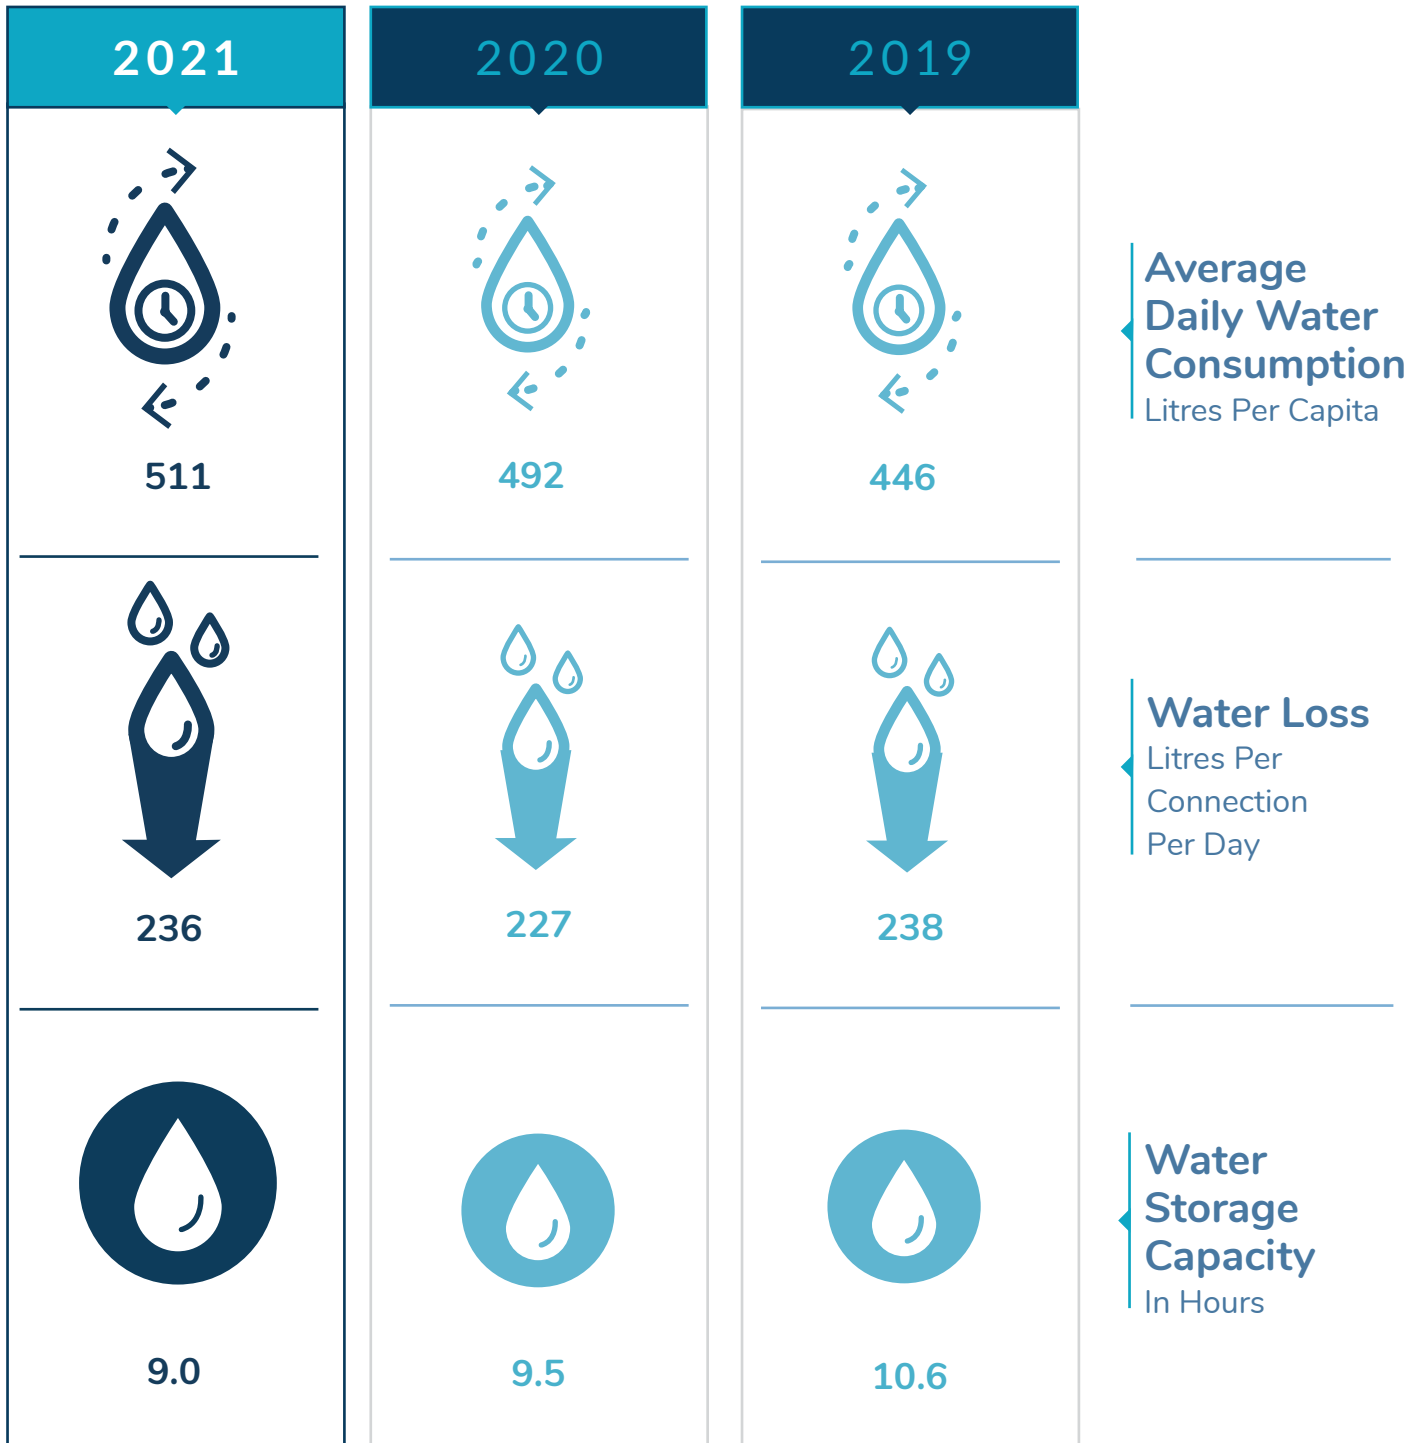 2021
2020
2019
Average
Daily Water
Consumption
Litres Per Capita
511
492
446
Water Loss
Litres Per
Connection
Per Day
236
227
238
Water
Storage
Capacity
In Hours
9.0
9.5
10.6